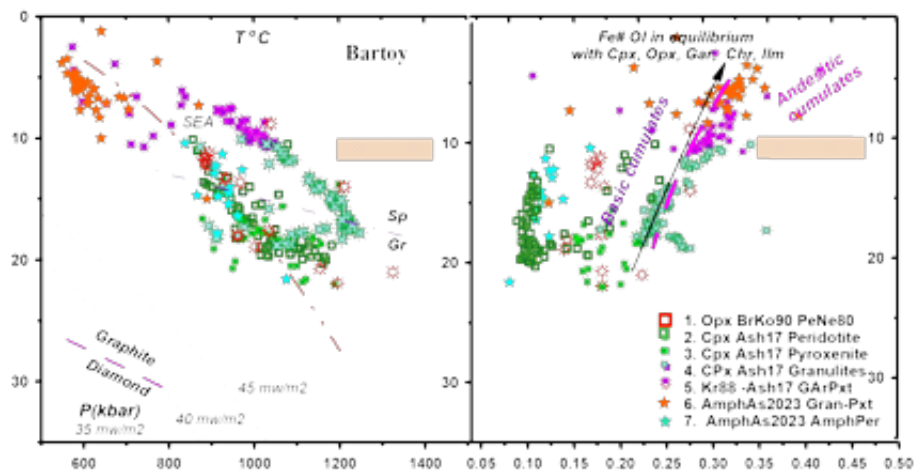 0
10
20
30
T°C
Bartoy
SEA
Sp
Gr
Graphite
Diamond
45 mw/m2
P(kbar)
40 mw/m2
35 mw/m2
600
800
1000
1200
1400
Fe# Ol in equilibrium
with Cpx, Opx, Gar, Chr, Ilm
Andesitic
cumulates
Basic cumulates
10
20
30
1. Opx BrKo90 PeNe80
2. Cpx Ash17 Peridotite
3. Cpx Ash17 Pyroxenite
4. CPx Ash17 Granulites
5. Kr88 -Ash17 GArPxt
6. AmphAs2023 Gran-Pxt
7. AmphAs2023 AmphPer
0.05
0.10
0.15
0.20
0.25
0.30
0.35
0.40
0.45
0.50